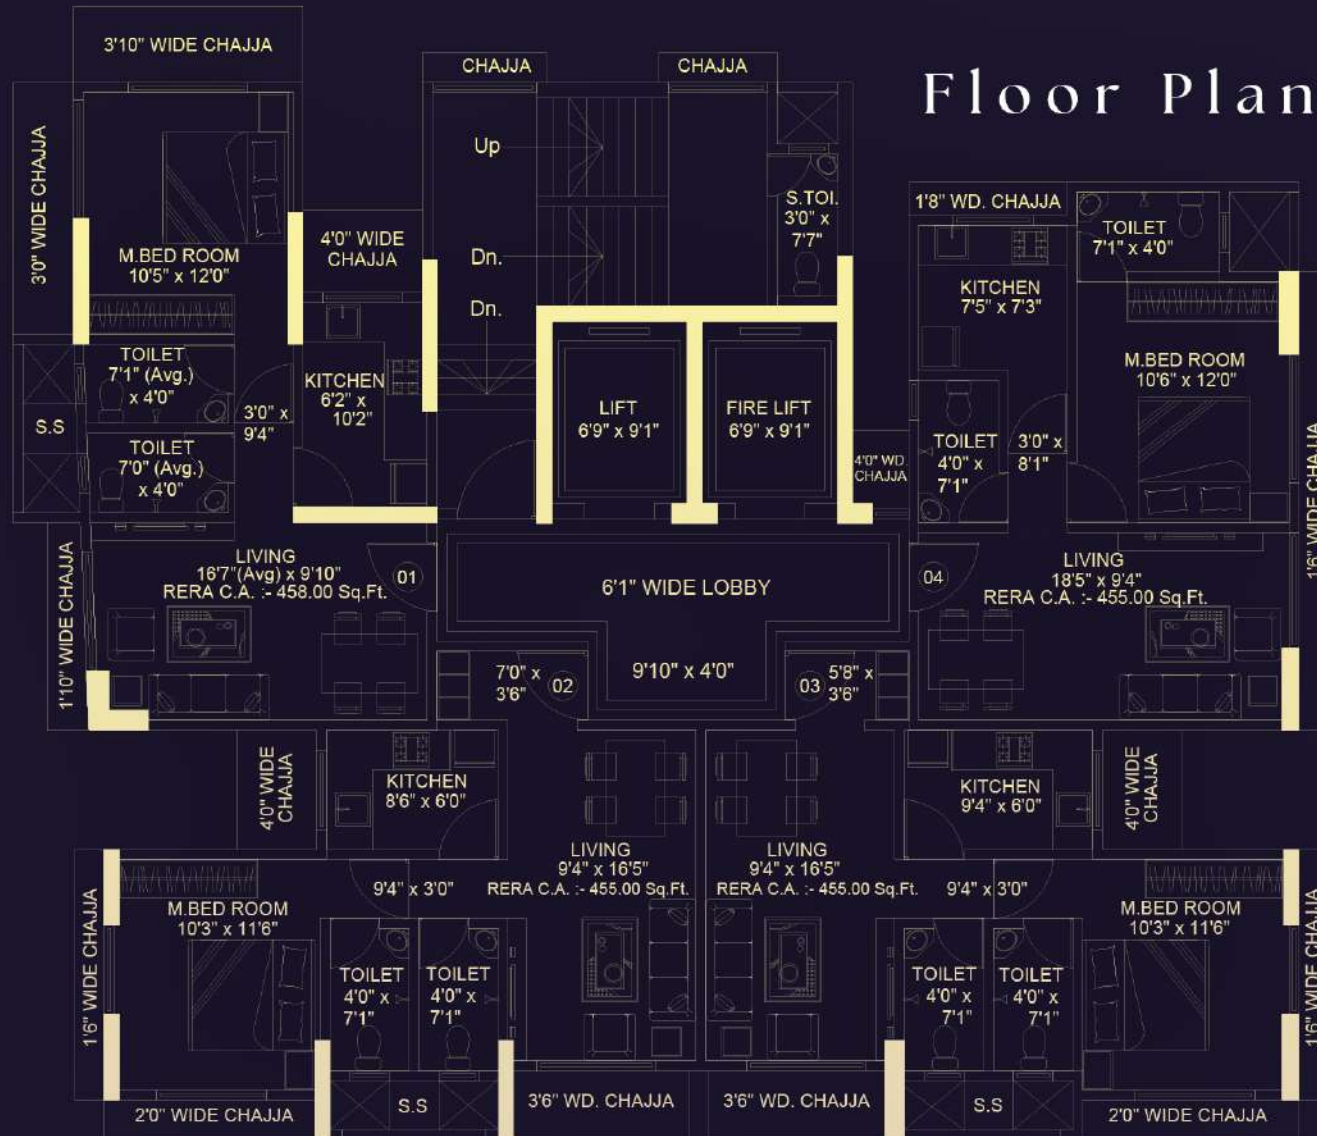 Floor Plan
3'10" WIDE CHAJJA
CHAJJA
CHAJJA
3'0" WIDE CHAJJA
Up
Dn.
Dn.
S.TOI.
3'0" x
7'7"
1'8" WD. CHAJJA
TOILET
7'1" x 4'0"
4'0" WIDE
CHAJJA
M.BED ROOM
10'5" x 12'0"
KITCHEN
7'5" x 7'3"
TOILET
7'1" (Avg.)
x 4'0"
KITCHEN
6'2" x
10'2"
M.BED ROOM
10'6" x 12'0"
S.S
3'0" x
9'4"
LIFT
6'9" x 9'1"
FIRE LIFT
6'9" x 9'1"
TOILET
7'0" (Avg.)
x 4'0"
4'0" WD.
CHAJJA
TOILET
4'0" x
7'1"
3'0" x
8'1"
1'6" WIDE CHAJJA
LIVING
16'7"(Avg) x 9'10"
RERA C.A. :- 458.00 Sq.Ft.
01
6'1" WIDE LOBBY
04
LIVING
18'5" x 9'4"
RERA C.A. :- 455.00 Sq.Ft.
1'10" WIDE CHAJJA
7'0" x
3'6"
02
9'10" x 4'0"
03
5'8" x
3'6"
4'0" WIDE
CHAJJA
KITCHEN
8'6" x 6'0"
KITCHEN
9'4" x 6'0"
4'0" WIDE
CHAJJA
LIVING
9'4" x 16'5"
RERA C.A. :- 455.00 Sq.Ft.
LIVING
9'4" x 16'5"
RERA C.A. :- 455.00 Sq.Ft.
9'4" x 3'0"
9'4" x 3'0"
M.BED ROOM
10'3" x 11'6"
M.BED ROOM
10'3" x 11'6"
1'6" WIDE CHAJJA
TOILET
4'0" x
7'1"
TOILET
4'0" x
7'1"
TOILET
4'0" x
7'1"
TOILET
4'0" x
7'1"
1'6" WIDE CHAJJA
2'0" WIDE CHAJJA
S.S
3'6" WD. CHAJJA
3'6" WD. CHAJJA
S.S
2'0" WIDE CHAJJA